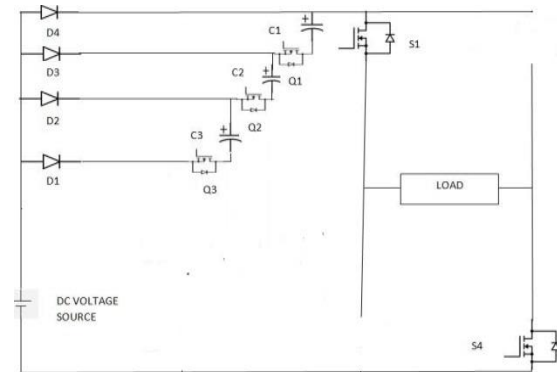 D4
C1
S1
D3
C2
Q1
D2
C3
Q2
D1
Q3
LOAD
DC VOLTAGE
SOURCE
S4